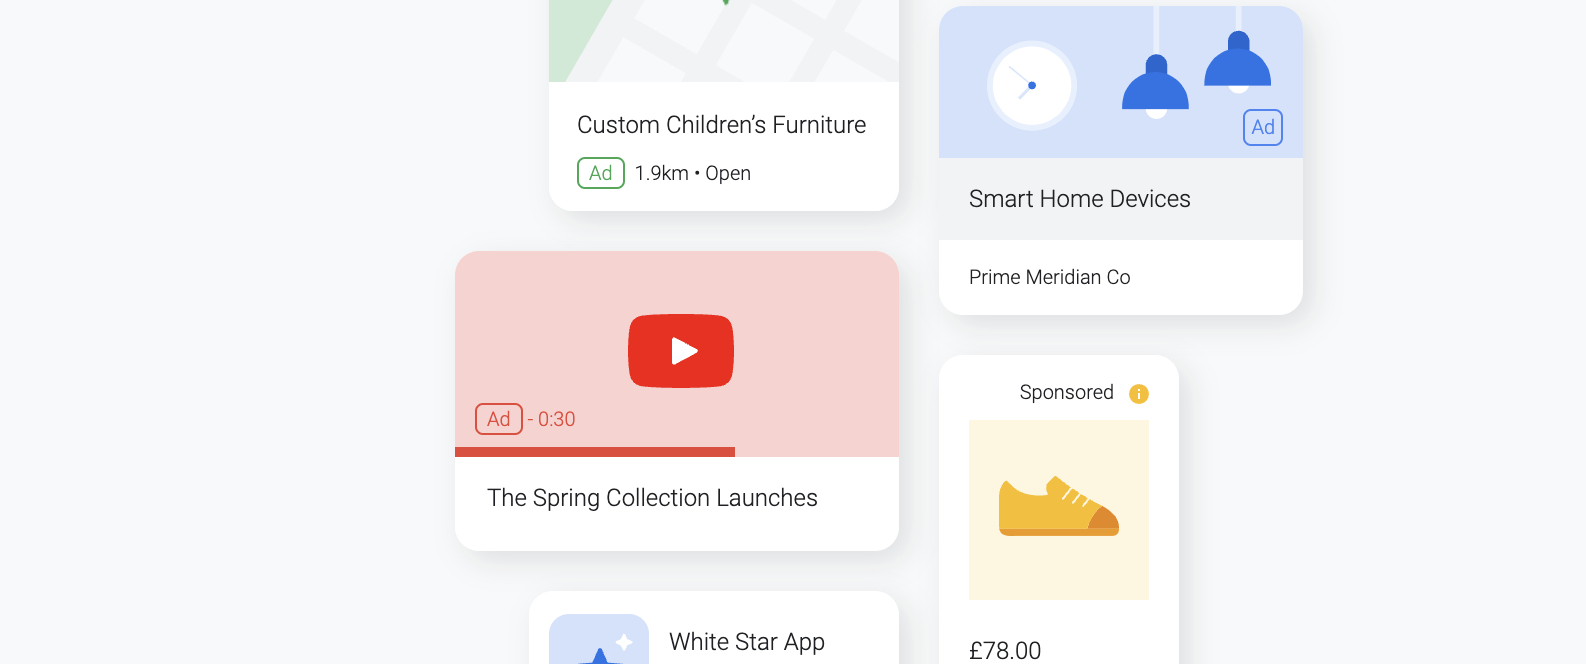 Custom Children’s Furniture
Ad 1.9km • Open
Ad
Smart Home Devices
Prime Meridian Co
Ad - 0:30
The Spring Collection Launches
Sponsored
£78.00
White Star App